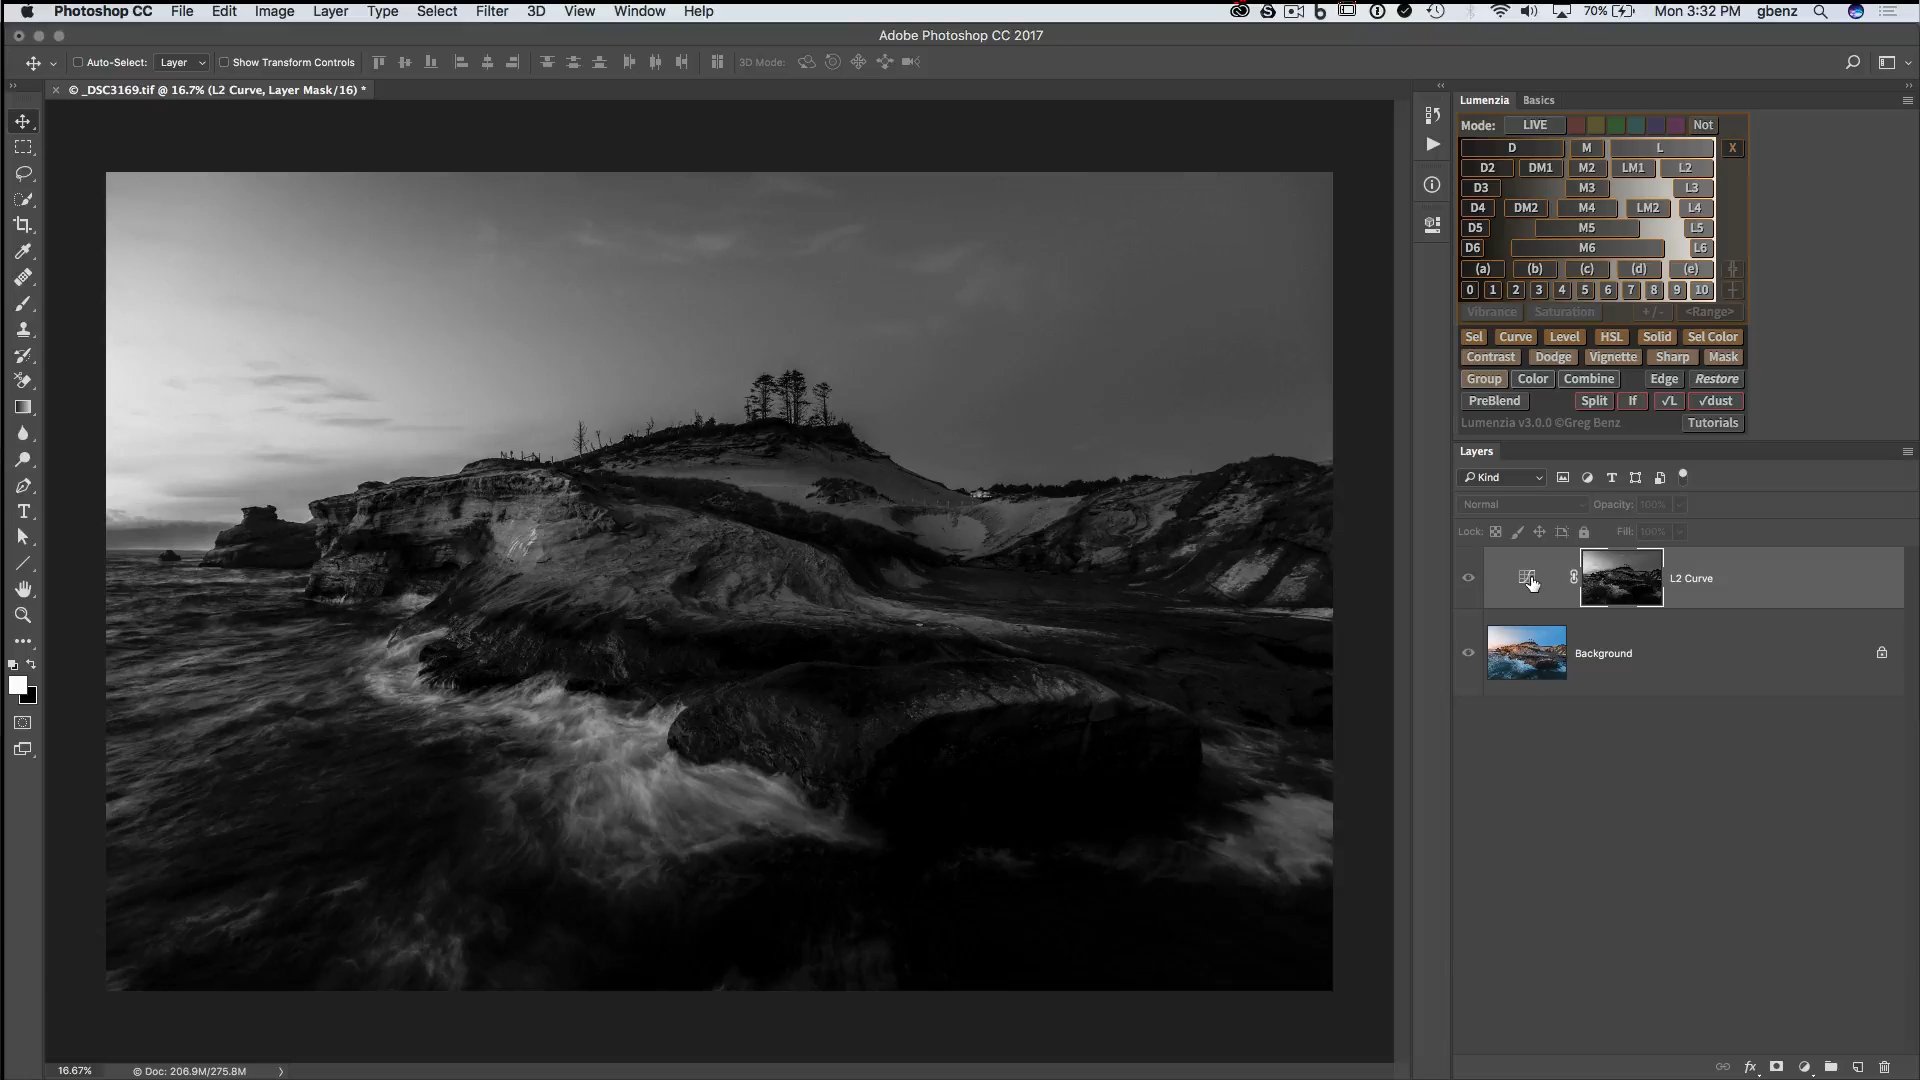 Photoshop CC File Edit Image Layer Type Select Filter 3D View Window Help 70% Mon 3:32 PM gbenz
Adobe Photoshop CC 2017
Auto-Select: Layer Show Transform Controls 3D Mode:
© _DSC3169.tif @ 16.7% (L2 Curve, Layer Mask/16) *
Lumenzia Basics
Mode: LIVE Not
D M L X
D2 DM1 M2 LM1 L2
D3 M3 L3
D4 DM2 M4 LM2 L4
D5 M5 L5
D6 M6 L6
(a) (b) (c) (d) (e)
0 1 2 3 4 5 6 7 8 9 10
Vibrance Saturation +/- <Range>
Sel Curve Level HSL Solid Sel Color
Contrast Dodge Vignette Sharp Mask
Group Color Combine Edge Restore
PreBlend Split If √L √dust
Lumenzia v3.0.0 ©Greg Benz Tutorials
Layers
Kind
Normal Opacity: 100%
Lock: Fill: 100%
L2 Curve
Background
16.67% © Doc: 206.9M/275.8M